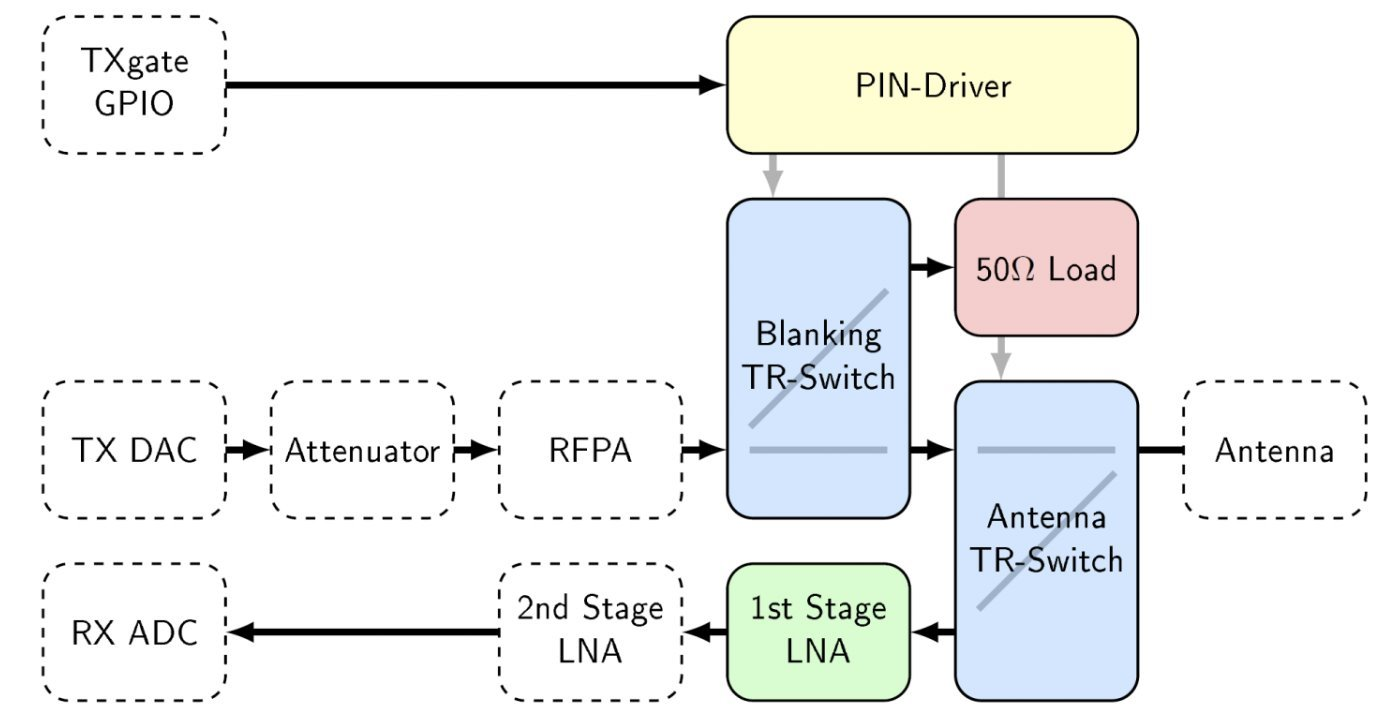 TXgate
GPIO
PIN-Driver
50Ω Load
Blanking
TR-Switch
TX DAC
Attenuator
RFPA
Antenna
Antenna
TR-Switch
RX ADC
2nd Stage
LNA
1st Stage
LNA